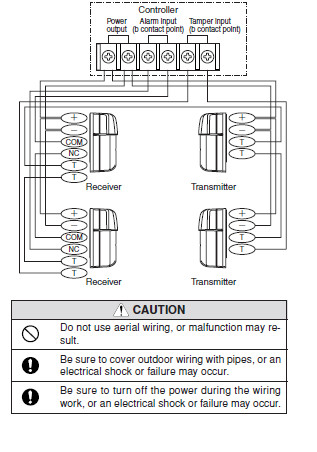 Controller
Power Alarm Input Tamper input
output (b contact point) (b contact point)
+ +
− −
COM T
NC T
T
T
Receiver Transmitter
+ +
− −
COM T
NC T
T
T
Receiver Transmitter
CAUTION
Do not use aerial wiring, or malfunction may re-
sult.
Be sure to cover outdoor wiring with pipes, or an
electrical shock or failure may occur.
Be sure to turn off the power during the wiring
work, or an electrical shock or failure may occur.